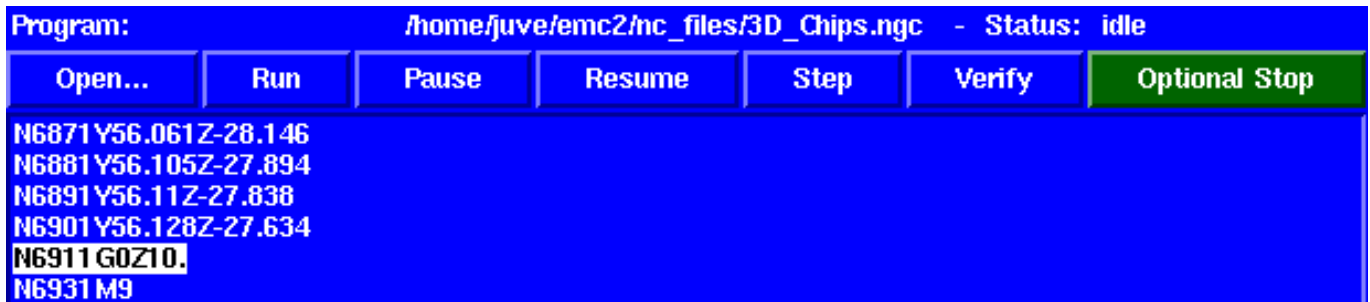 Program: /home/juve/emc2/nc_files/3D_Chips.ngc - Status: idle
Open... Run Pause Resume Step Verify Optional Stop
N6871Y56.061Z-28.146
N6881Y56.105Z-27.894
N6891Y56.11Z-27.838
N6901Y56.128Z-27.634
N6911G0Z10.
N6931M9